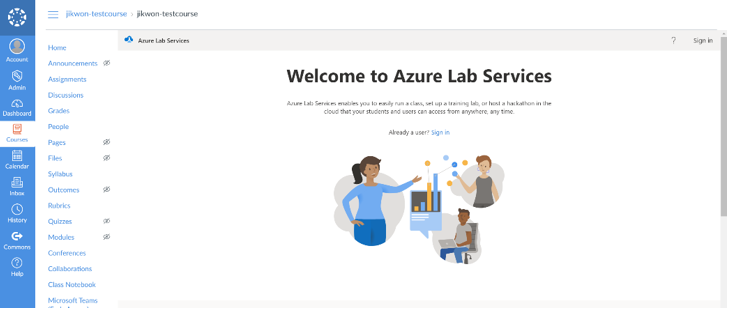 jikwon-testcourse › jikwon-testcourse
Account
Admin
Dashboard
Courses
Calendar
Inbox
History
Commons
Help
Home
Announcements
Assignments
Discussions
Grades
People
Pages
Files
Syllabus
Outcomes
Rubrics
Quizzes
Modules
Conferences
Collaborations
Class Notebook
Microsoft Teams
Azure Lab Services
? Sign in
Welcome to Azure Lab Services
Azure Lab Services enables you to easily run a class, set up a training lab, or host a hackathon in the
cloud that your students and users can access from anywhere, any time.
Already a user? Sign in